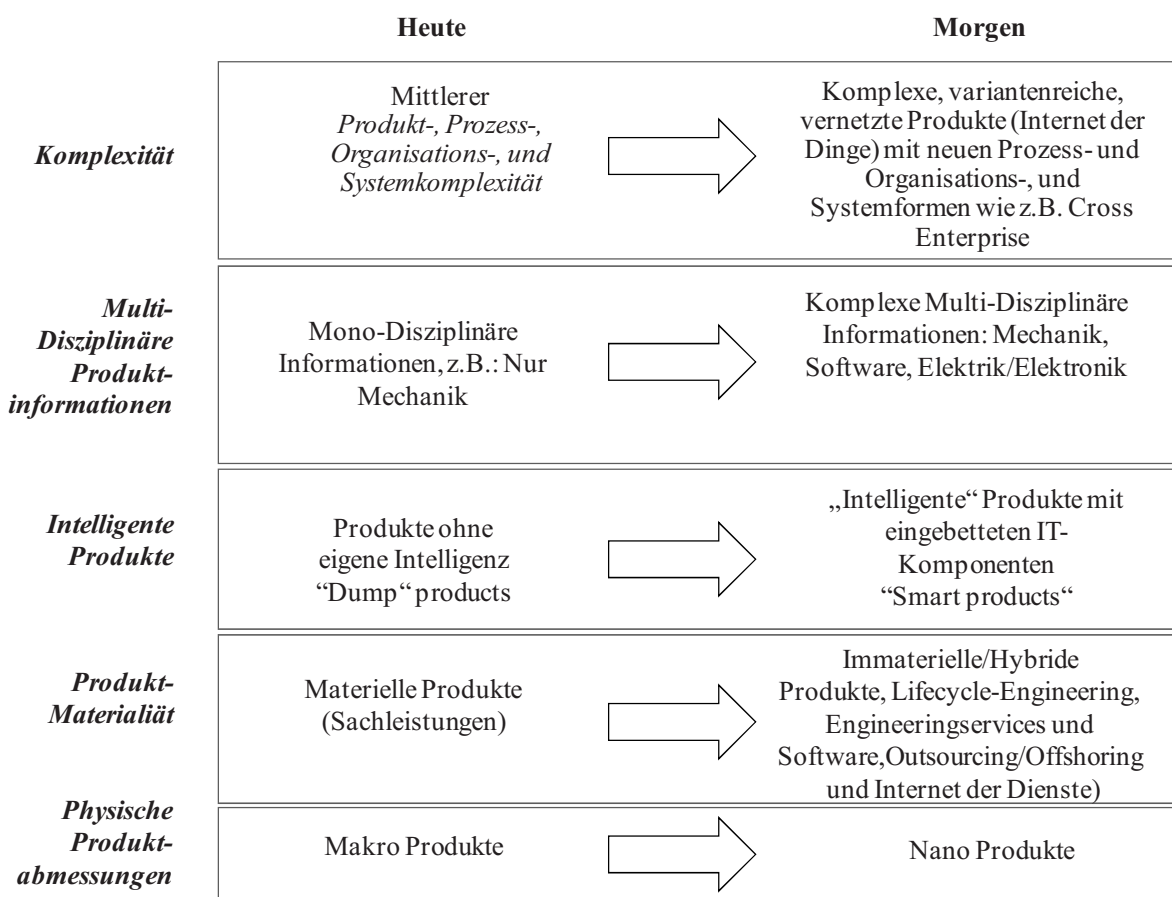 Heute
Morgen
Komplexität
Mittlerer
Produkt-, Prozess-,
Organisations-, und
Systemkomplexität
Komplexe, variantenreiche,
vernetzte Produkte (Internet der
Dinge) mit neuen Prozess- und
Organisations-, und
Systemformen wie z.B. Cross
Enterprise
Multi-
Disziplinäre
Produkt-
informationen
Mono-Disziplinäre
Informationen, z.B.: Nur
Mechanik
Komplexe Multi-Disziplinäre
Informationen: Mechanik,
Software, Elektrik/Elektronik
Intelligente
Produkte
Produkte ohne
eigene Intelligenz
“Dump“ products
„Intelligente“ Produkte mit
eingebetteten IT-
Komponenten
“Smart products“
Produkt-
Materialiät
Materielle Produkte
(Sachleistungen)
Immaterielle/Hybride
Produkte, Lifecycle-Engineering,
Engineeringservices und
Software,Outsourcing/Offshoring
und Internet der Dienste)
Physische
Produkt-
abmessungen
Makro Produkte
Nano Produkte